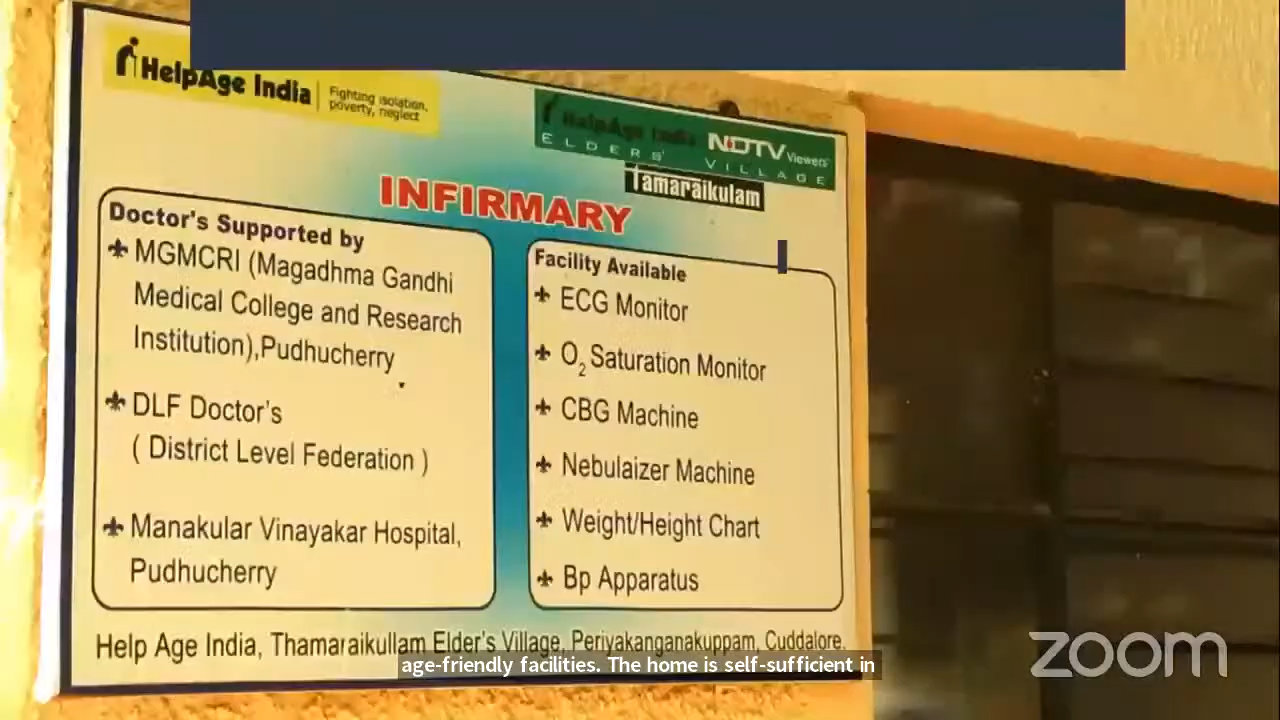 HelpAge India
Fighting isolation,
poverty, neglect
HelpAge India
ELDERS'
NDTV Viewers'
VILLAGE
Tamaraikulam
INFIRMARY
Doctor's Supported by
MGMCRI (Magadhma Gandhi
Medical College and Research
Institution),Pudhucherry
DLF Doctor's
( District Level Federation )
Manakular Vinayakar Hospital,
Pudhucherry
Facility Available
ECG Monitor
O2 Saturation Monitor
CBG Machine
Nebulaizer Machine
Weight/Height Chart
Bp Apparatus
Help Age India, Thamaraikullam Elder's Village, Periyakanganakuppam, Cuddalore.
age-friendly facilities. The home is self-sufficient in
zoom